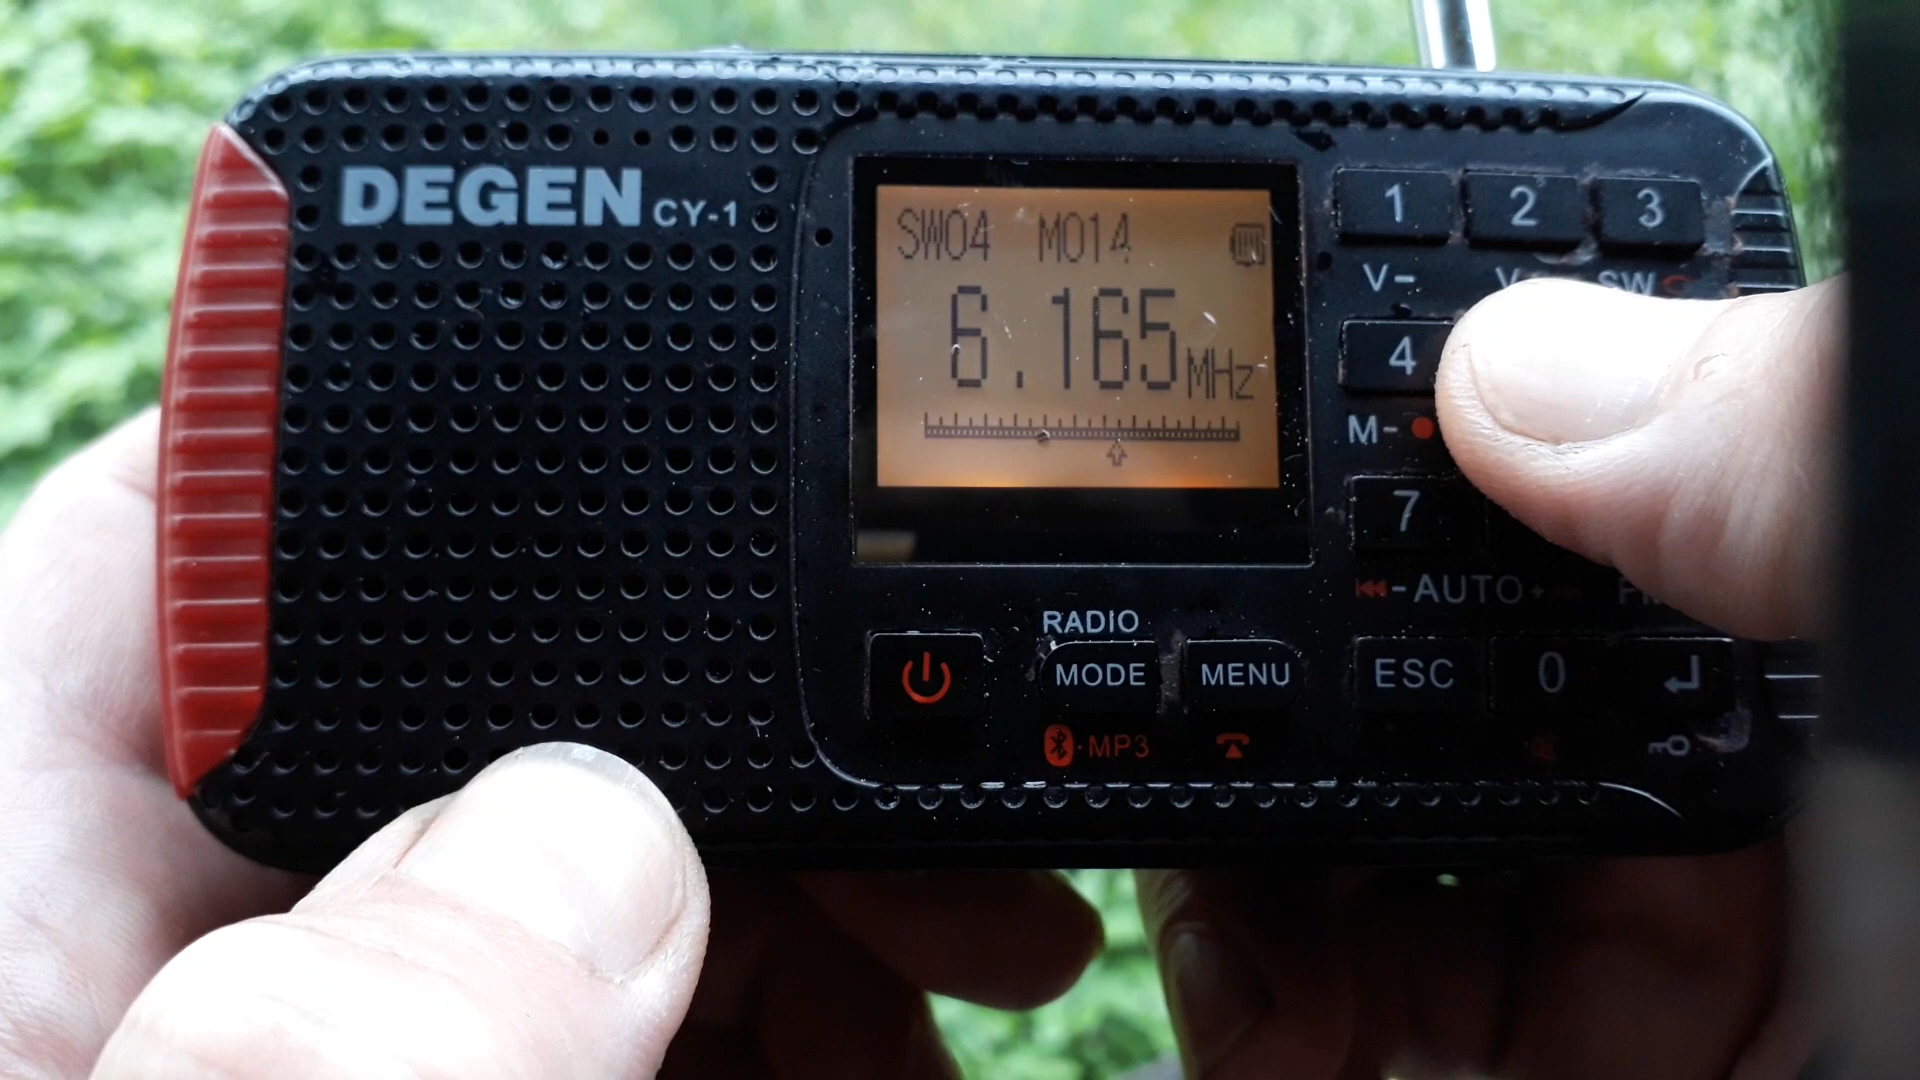 DEGEN CY-1
SW04 M014
6.165 MHz
1 2 3
V- V SW
4
M-
7
-AUTO+
RADIO
MODE MENU ESC 0
MP3